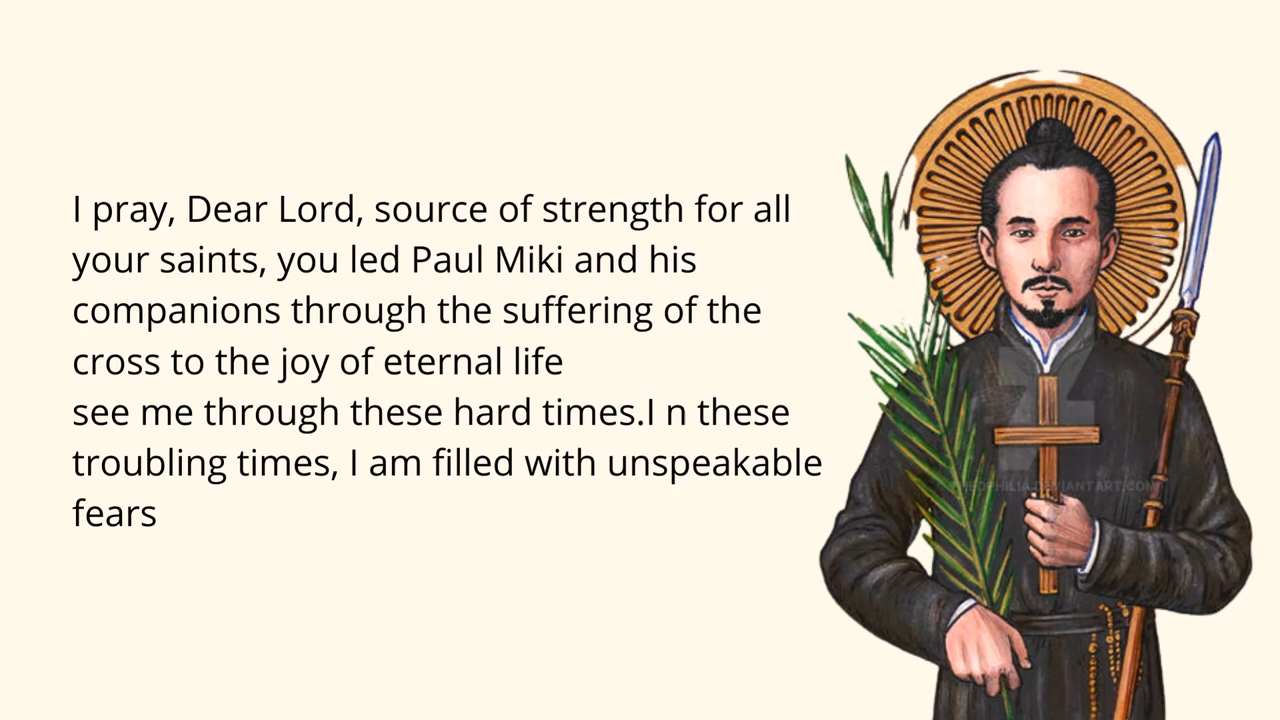 I pray, Dear Lord, source of strength for all
your saints, you led Paul Miki and his
companions through the suffering of the
cross to the joy of eternal life
see me through these hard times.I n these
troubling times, I am filled with unspeakable
fears